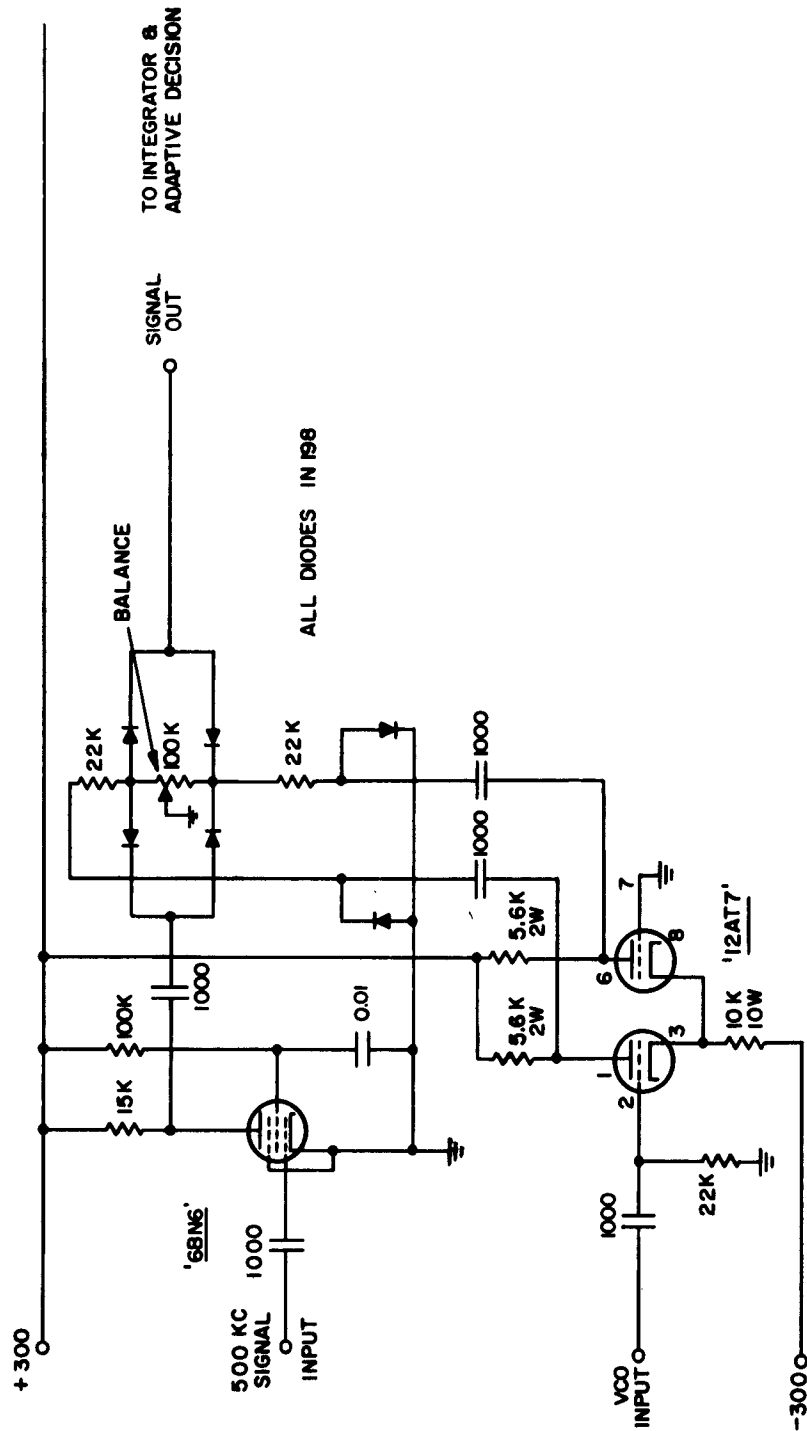 +300
TO INTEGRATOR &
ADAPTIVE DECISION
SIGNAL
OUT
BALANCE
22K
100K
22K
ALL DIODES IN198
1000
1000
1000
100K
15K
0.01
'6BN6'
1000
500 KC
SIGNAL
INPUT
5.6K
2W
5.6K
2W
7
6
8
'12AT7'
1
2
3
10K
10W
1000
22K
VCO
INPUT
-300